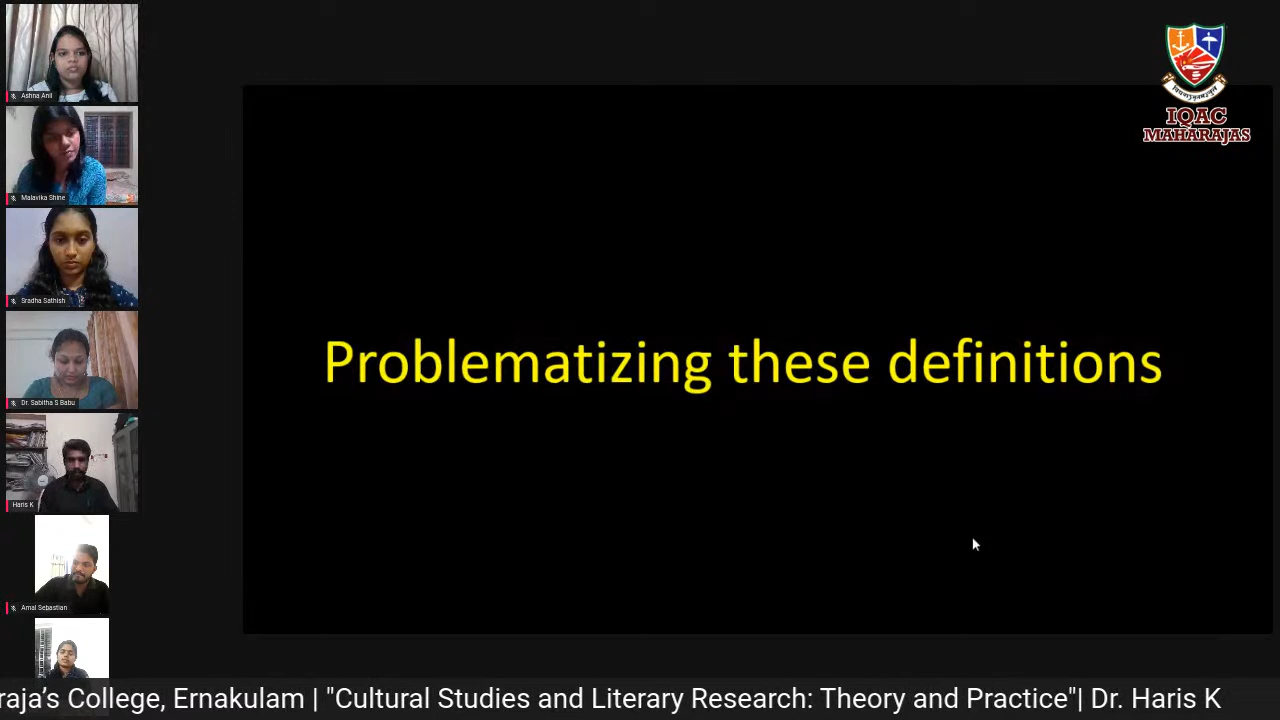 Ashna Anil
Malavika Shine
Sradha Sathish
Dr. Sabitha S Babu
Haris K
Amal Sebastian
IQAC
MAHARAJAS
Problematizing these definitions
raja’s College, Ernakulam | "Cultural Studies and Literary Research: Theory and Practice"| Dr. Haris K